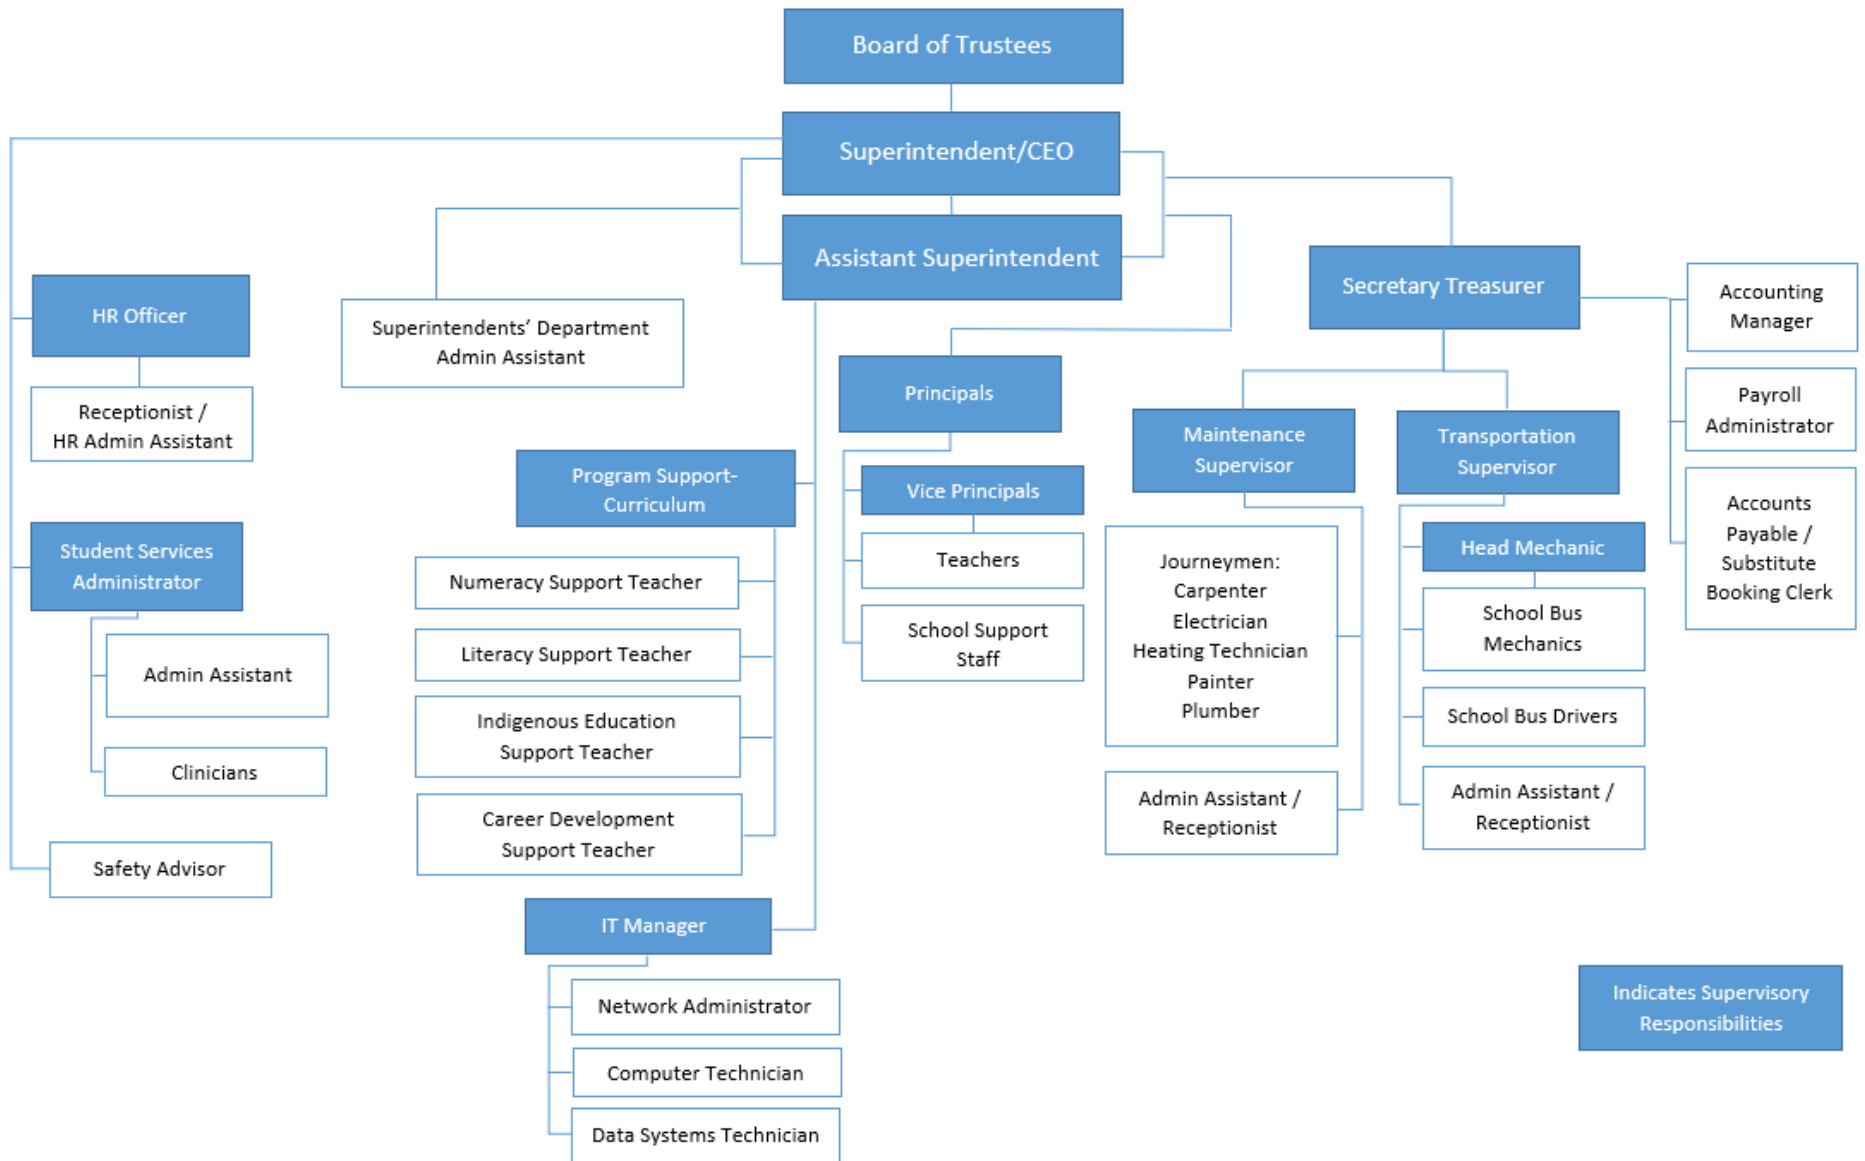 Board of Trustees
Superintendent/CEO
Assistant Superintendent
HR Officer
Receptionist /
HR Admin Assistant
Student Services
Administrator
Admin Assistant
Clinicians
Safety Advisor
Superintendents’ Department
Admin Assistant
Program Support-
Curriculum
Numeracy Support Teacher
Literacy Support Teacher
Indigenous Education
Support Teacher
Career Development
Support Teacher
IT Manager
Network Administrator
Computer Technician
Data Systems Technician
Principals
Vice Principals
Teachers
School Support
Staff
Secretary Treasurer
Maintenance
Supervisor
Journeymen:
Carpenter
Electrician
Heating Technician
Painter
Plumber
Admin Assistant /
Receptionist
Transportation
Supervisor
Head Mechanic
School Bus
Mechanics
School Bus Drivers
Admin Assistant /
Receptionist
Accounting
Manager
Payroll
Administrator
Accounts
Payable /
Substitute
Booking Clerk
Indicates Supervisory
Responsibilities